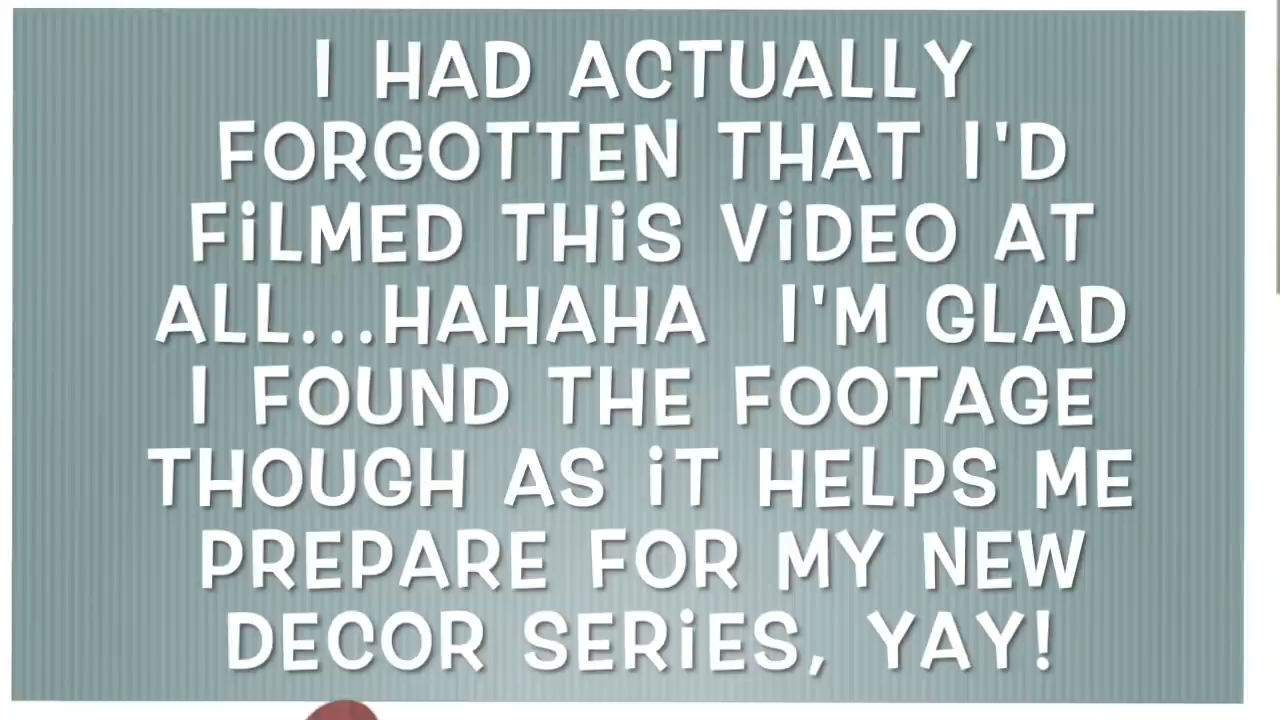 I HAD ACTUALLY
FORGOTTEN THAT I'D
FiLMED THiS ViDEO AT
ALL...HAHAHA I'M GLAD
I FOUND THE FOOTAGE
THOUGH AS iT HELPS ME
PREPARE FOR MY NEW
DECOR SERiES, YAY!